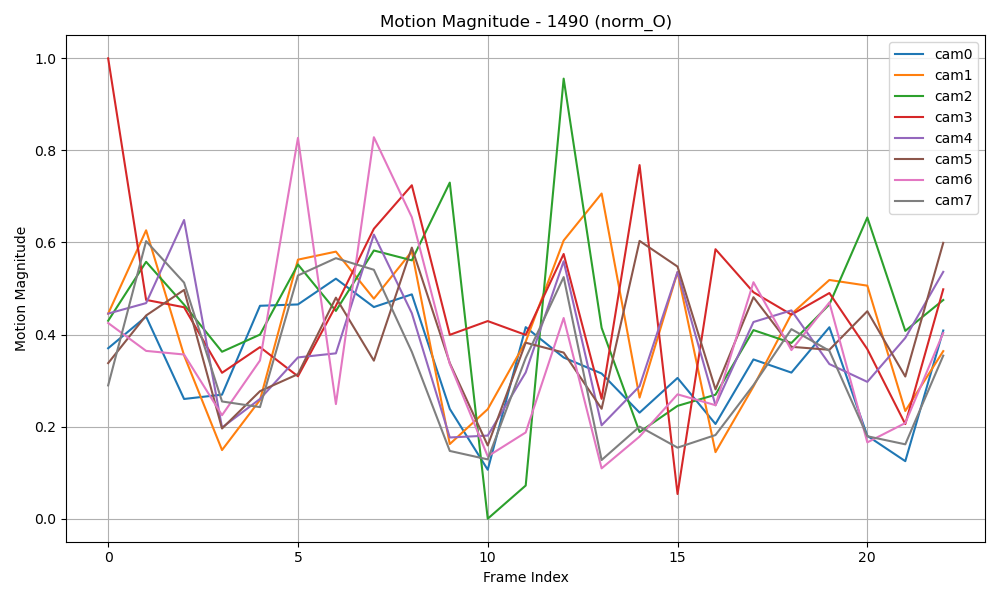 Motion Magnitude - 1490 (norm_O)
1.0
0.8
0.6
0.4
0.2
0.0
Motion Magnitude
0
5
10
15
20
Frame Index
cam0
cam1
cam2
cam3
cam4
cam5
cam6
cam7